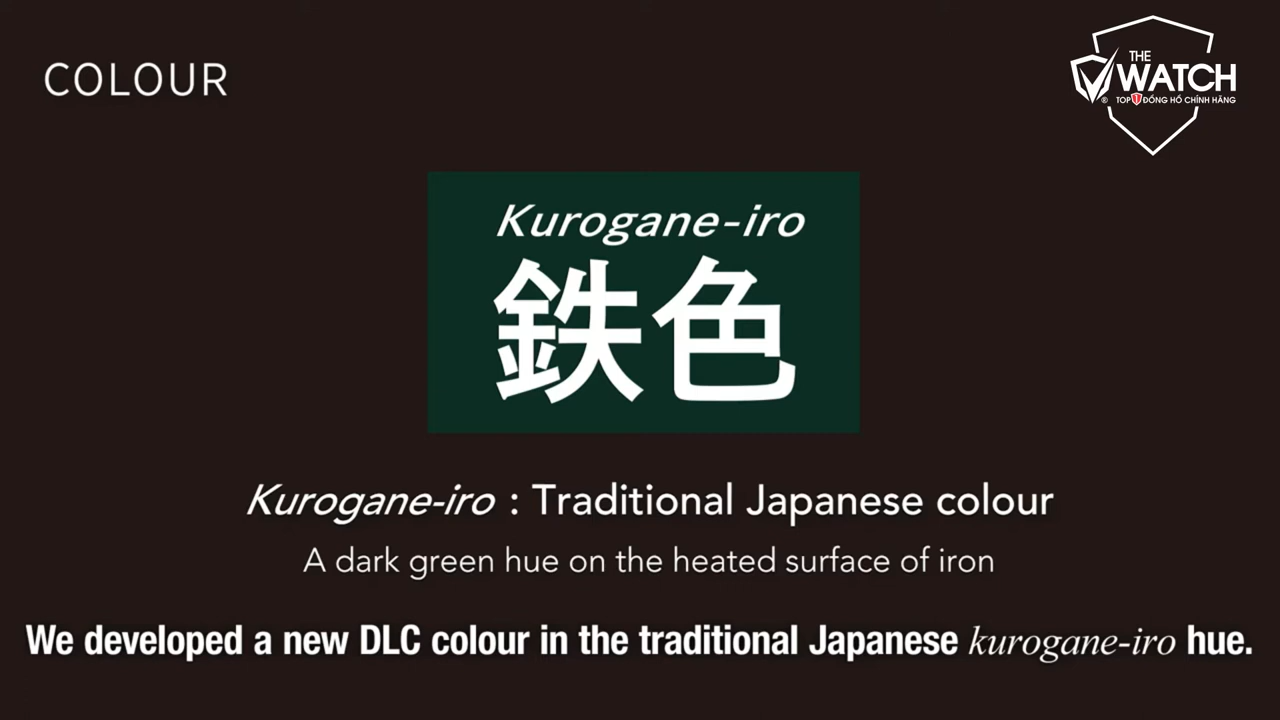 COLOUR
THE
WATCH
®
TOP 1 ĐỒNG HỒ CHÍNH HÃNG
Kurogane-iro
鉄色
Kurogane-iro : Traditional Japanese colour
A dark green hue on the heated surface of iron
We developed a new DLC colour in the traditional Japanese kurogane-iro hue.